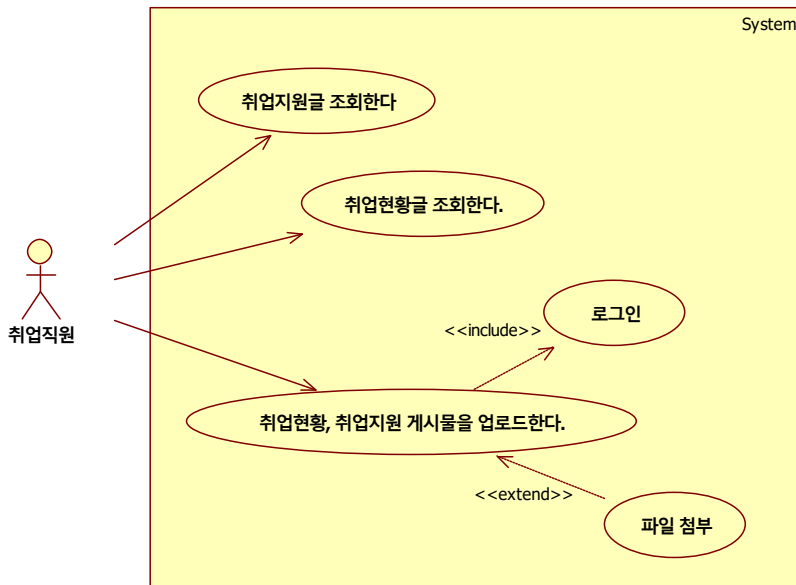 System
취업지원글 조회한다
취업현황글 조회한다.
로그인
<<include>>
취업직원
취업현황, 취업지원 게시물을 업로드한다.
<<extend>>
파일 첨부